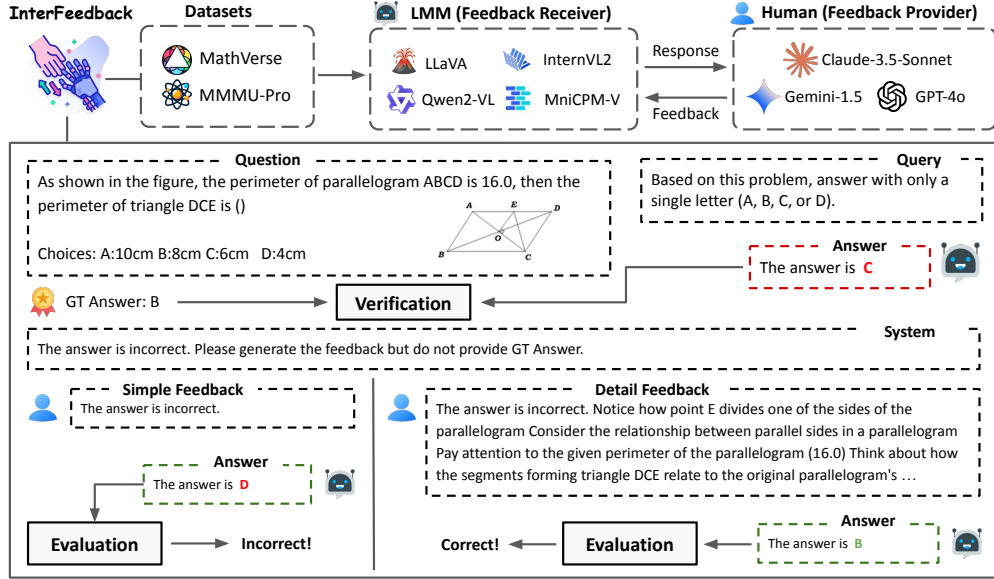 InterFeedback
Datasets
MathVerse
MMMU-Pro
LMM (Feedback Receiver)
LLaVA
InternVL2
Qwen2-VL
MniCPM-V
Response
Feedback
Human (Feedback Provider)
Claude-3.5-Sonnet
Gemini-1.5
GPT-4o
Question
As shown in the figure, the perimeter of parallelogram ABCD is 16.0, then the
perimeter of triangle DCE is ()
Choices: A:10cm B:8cm C:6cm D:4cm
A
E
D
O
B
C
Query
Based on this problem, answer with only a
single letter (A, B, C, or D).
Answer
The answer is C
GT Answer: B
Verification
System
The answer is incorrect. Please generate the feedback but do not provide GT Answer.
Simple Feedback
The answer is incorrect.
Answer
The answer is D
Evaluation
Incorrect!
Detail Feedback
The answer is incorrect. Notice how point E divides one of the sides of the
parallelogram Consider the relationship between parallel sides in a parallelogram
Pay attention to the given perimeter of the parallelogram (16.0) Think about how
the segments forming triangle DCE relate to the original parallelogram's ...
Answer
The answer is B
Evaluation
Correct!